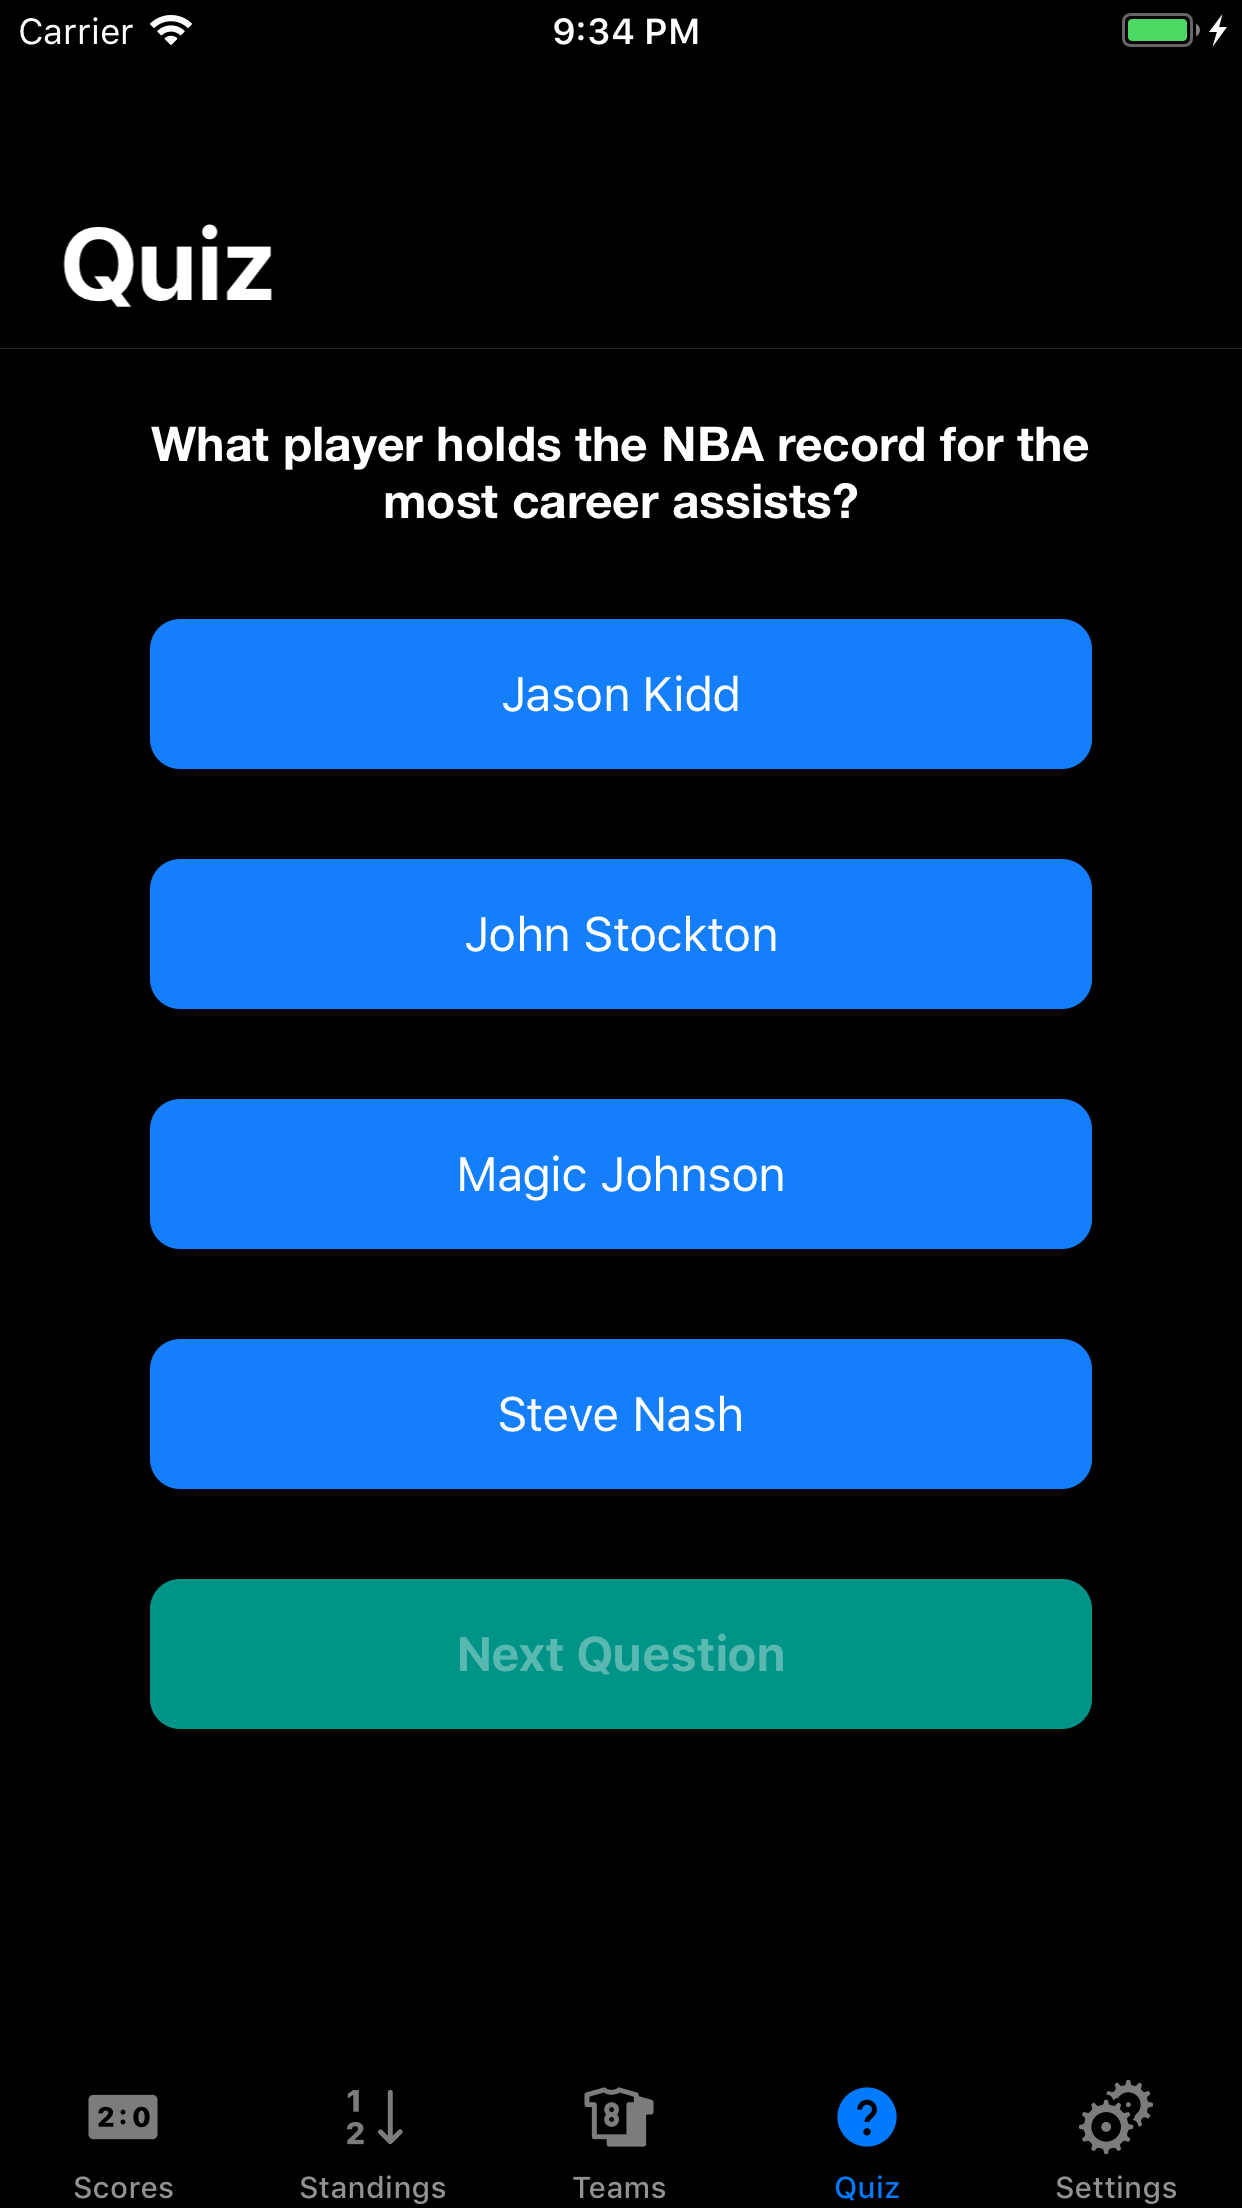 Carrier 9:34 PM
Quiz
What player holds the NBA record for the
most career assists?
Jason Kidd
John Stockton
Magic Johnson
Steve Nash
Next Question
2:0 1 2 8 ?
Scores Standings Teams Quiz Settings